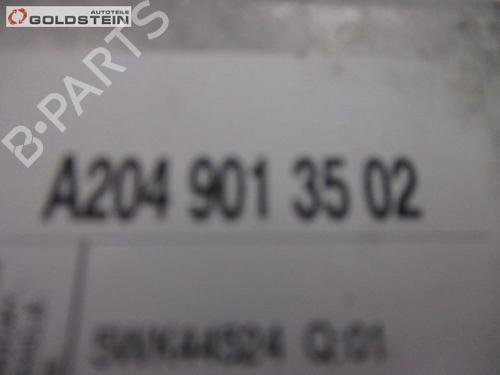 AUTOTEILE
GOLDSTEIN
B-PARTS
A204 901 35 02
5WK44524 Q:01